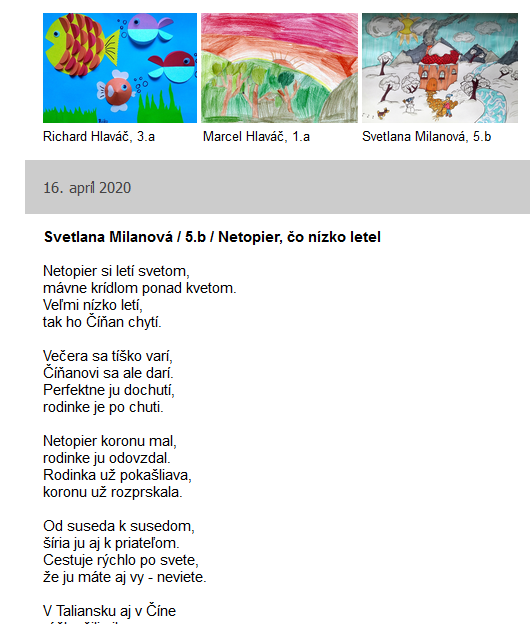 Richard Hlaváč, 3.a
Marcel Hlaváč, 1.a
Svetlana Milanová, 5.b
16. apríl 2020
Svetlana Milanová / 5.b / Netopier, čo nízko letel
Netopier si letí svetom,
mávne krídlom ponad kvetom.
Veľmi nízko letí,
tak ho Číňan chytí.
Večera sa tíško varí,
Číňanovi sa ale darí.
Perfektne ju dochutí,
rodinke je po chuti.
Netopier koronu mal,
rodinke ju odovzdal.
Rodinka už pokašliava,
koronu už rozprskala.
Od suseda k susedom,
šíria ju aj k priateľom.
Cestuje rýchlo po svete,
že ju máte aj vy - neviete.
V Taliansku aj v Číne